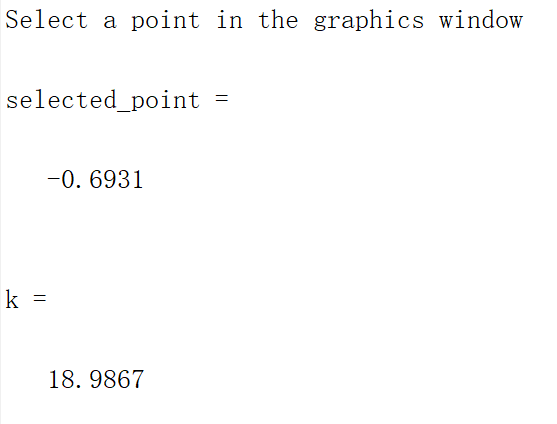 Select a point in the graphics window
selected_point =
-0.6931
k =
18.9867